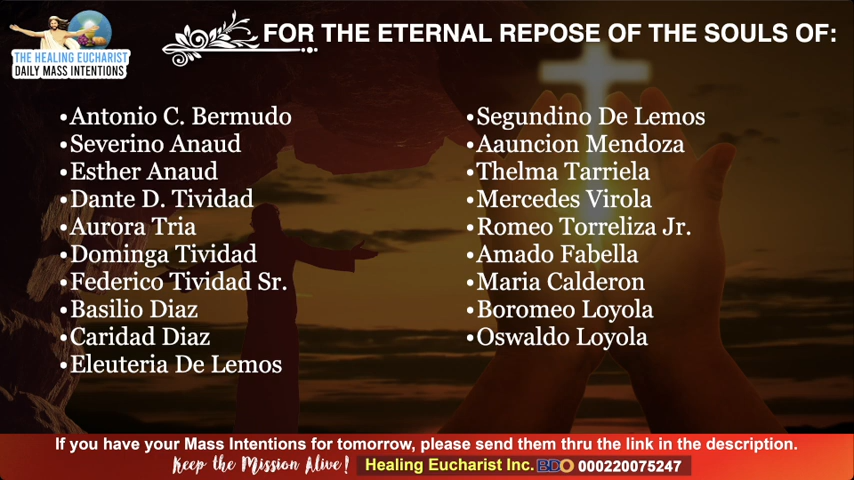 THE HEALING EUCHARIST
DAILY MASS INTENTIONS
FOR THE ETERNAL REPOSE OF THE SOULS OF:
•Antonio C. Bermudo
•Severino Anaud
•Esther Anaud
•Dante D. Tividad
•Aurora Tria
•Dominga Tividad
•Federico Tividad Sr.
•Basilio Diaz
•Caridad Diaz
•Eleuteria De Lemos
•Segundino De Lemos
•Aauncion Mendoza
•Thelma Tarriela
•Mercedes Virola
•Romeo Torreliza Jr.
•Amado Fabella
•Maria Calderon
•Boromeo Loyola
•Oswaldo Loyola
If you have your Mass Intentions for tomorrow, please send them thru the link in the description.
Keep the Mission Alive! Healing Eucharist Inc. BDO 000220075247